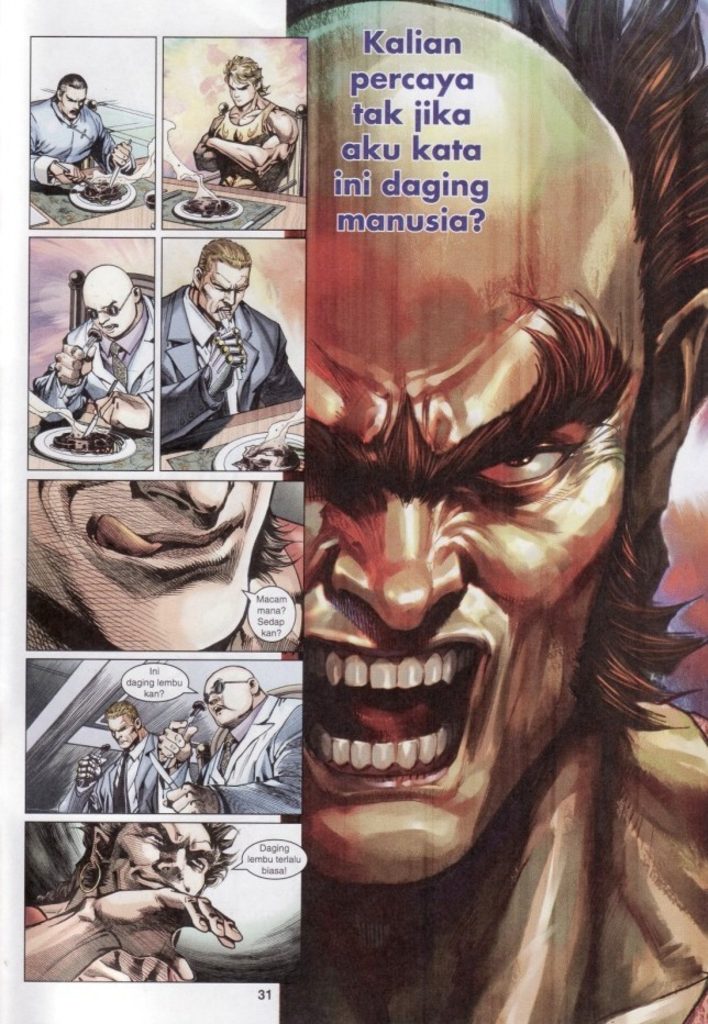 Macam
mana?
Sedap
kan?
Ini
daging lembu
kan?
Daging
lembu terlalu
biasa!
Kalian
percaya
tak jika
aku kata
ini daging
manusia?
31